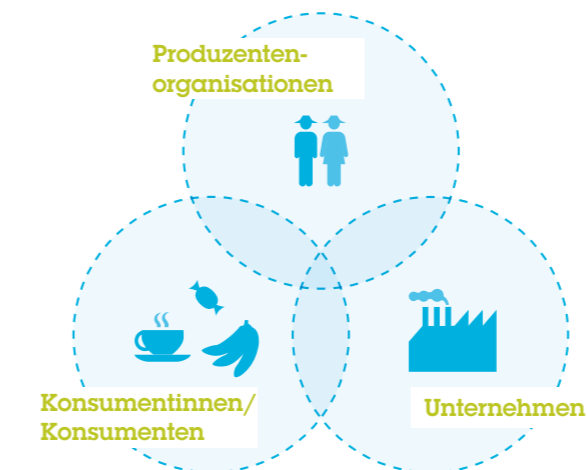 Produzenten-
organisationen
Konsumentinnen/
Konsumenten
Unternehmen